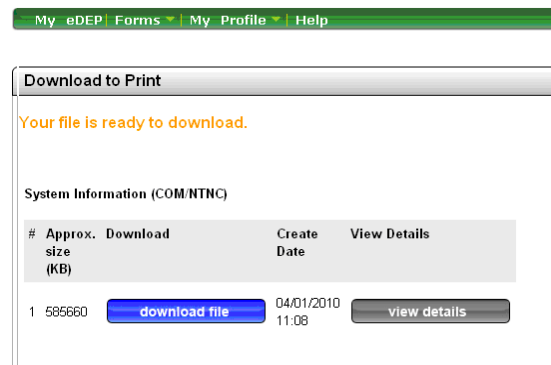 My eDEP Forms My Profile Help
Download to Print
Your file is ready to download.
System Information (COM/NTNC)
# Approx. size (KB) Download Create Date View Details
1 585660 download file 04/01/2010 11:08 view details